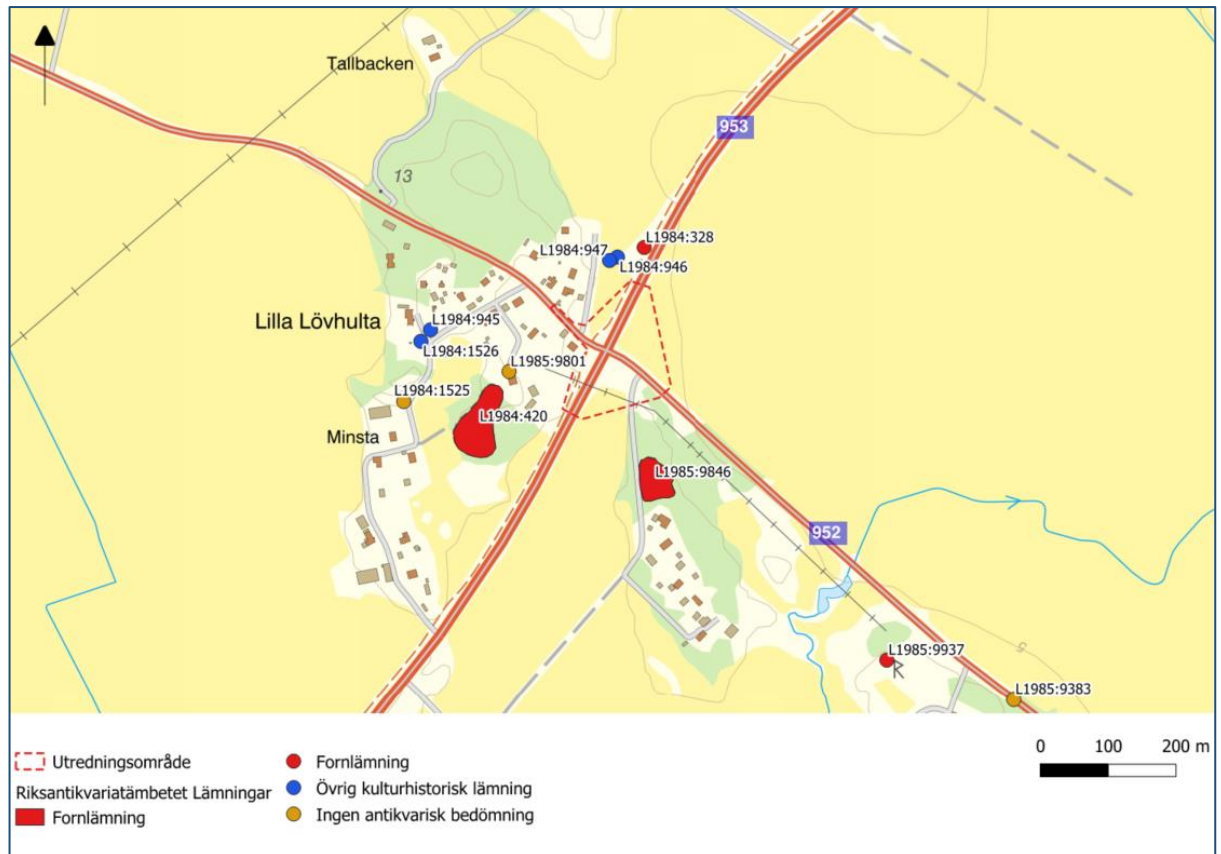 Tallbacken
953
13
L1984:328
L1984:947
L1984:946
Lilla Lövhulta
L1984:945
L1984:1526
L1985:9801
L1984:1525
L1984:420
Minsta
L1985:9846
952
L1985:9937
R
5
L1985:9383
0 100 200 m
Utredningsområde
Riksantikvariatämbetet Lämningar
Fornlämning
Fornlämning
Övrig kulturhistorisk lämning
Ingen antikvarisk bedömning